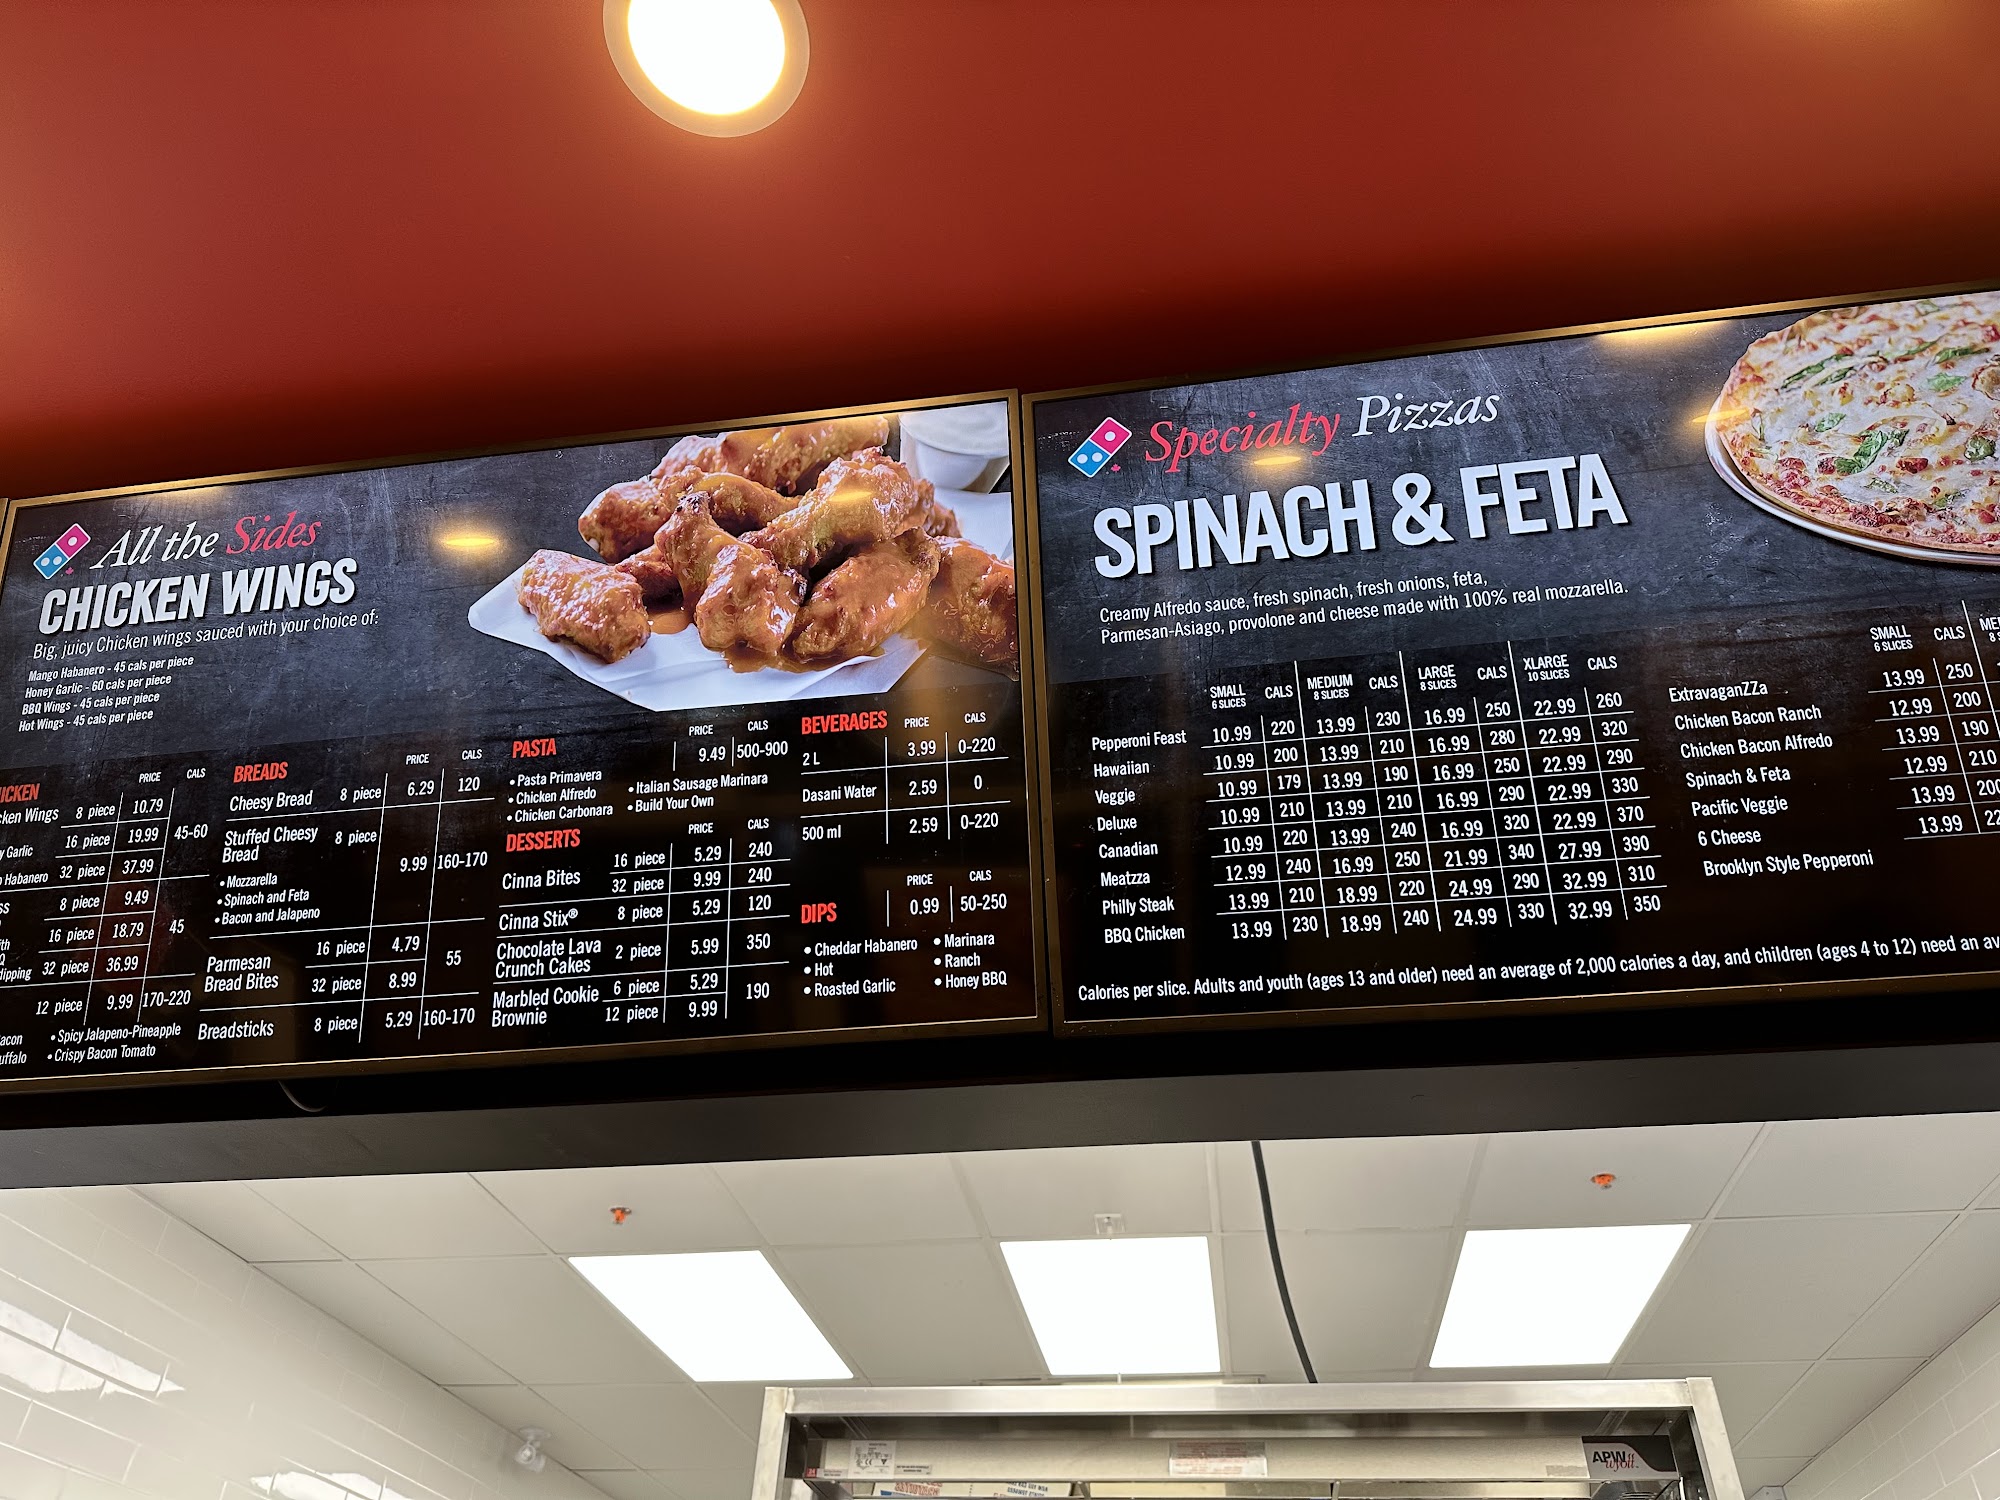 All the Sides
CHICKEN WINGS
Big, juicy Chicken wings sauced with your choice of:
Mango Habanero - 45 cals per piece
Honey Garlic - 60 cals per piece
BBQ Wings - 45 cals per piece
Hot Wings - 45 cals per piece
PRICE CALS
8 piece 10.79
16 piece 19.99 45-60
32 piece 37.99
8 piece 9.49
16 piece 18.79 45
32 piece 36.99
12 piece 9.99 170-220
• Spicy Jalapeno-Pineapple
• Crispy Bacon Tomato
BREADS PRICE CALS
Cheesy Bread 8 piece 6.29 120
Stuffed Cheesy 8 piece
Bread
9.99 160-170
• Mozzarella
• Spinach and Feta
• Bacon and Jalapeno
Parmesan 16 piece 4.79
Bread Bites 32 piece 8.99 55
Breadsticks 8 piece 5.29 160-170
PASTA PRICE CALS
9.49 500-900
• Pasta Primavera • Italian Sausage Marinara
• Chicken Alfredo • Build Your Own
• Chicken Carbonara
DESSERTS PRICE CALS
Cinna Bites 16 piece 5.29 240
32 piece 9.99 240
Cinna Stix® 8 piece 5.29 120
Chocolate Lava 2 piece 5.99 350
Crunch Cakes
Marbled Cookie 6 piece 5.29 190
Brownie 12 piece 9.99
BEVERAGES PRICE CALS
2 L 3.99 0-220
Dasani Water 2.59 0
500 ml 2.59 0-220
PRICE CALS
DIPS 0.99 50-250
• Cheddar Habanero • Marinara
• Hot • Ranch
• Roasted Garlic • Honey BBQ
Specialty Pizzas
SPINACH & FETA
Creamy Alfredo sauce, fresh spinach, fresh onions, feta,
Parmesan-Asiago, provolone and cheese made with 100% real mozzarella.
SMALL CALS MEDIUM CALS LARGE CALS XLARGE CALS
6 SLICES 8 SLICES 8 SLICES 10 SLICES
Pepperoni Feast 10.99 220 13.99 230 16.99 250 22.99 260
Hawaiian 10.99 200 13.99 210 16.99 280 22.99 320
Veggie 10.99 179 13.99 190 16.99 250 22.99 290
Deluxe 10.99 210 13.99 210 16.99 290 22.99 330
Canadian 10.99 220 13.99 240 16.99 320 22.99 370
Meatzza 12.99 240 16.99 250 21.99 340 27.99 390
Philly Steak 13.99 210 18.99 220 24.99 290 32.99 310
BBQ Chicken 13.99 230 18.99 240 24.99 330 32.99 350
SMALL CALS
6 SLICES
ExtravaganZZa 13.99 250
Chicken Bacon Ranch 12.99 200
Chicken Bacon Alfredo 13.99 190
Spinach & Feta 12.99 210
Pacific Veggie 13.99
6 Cheese 13.99
Brooklyn Style Pepperoni
Calories per slice. Adults and youth (ages 13 and older) need an average of 2,000 calories a day, and children (ages 4 to 12) need an
APW
Wyott